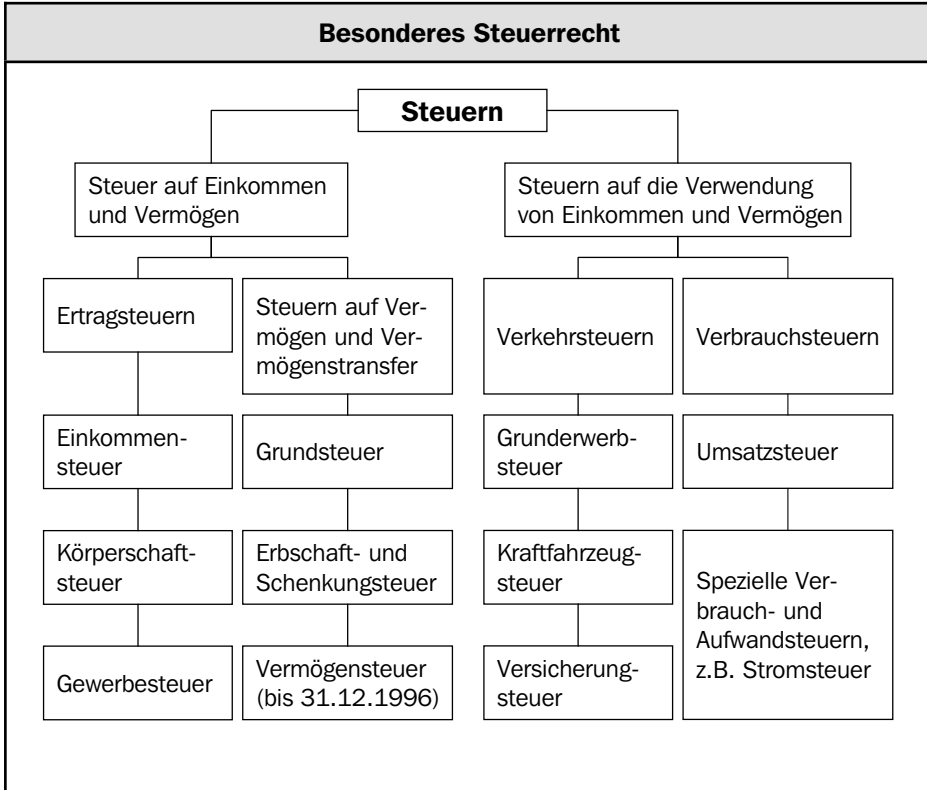 Besonderes Steuerrecht
Steuern
Steuer auf Einkommen
und Vermögen
Steuern auf die Verwendung
von Einkommen und Vermögen
Ertragsteuern
Steuern auf Ver-
mögen und Ver-
mögenstransfer
Verkehrsteuern
Verbrauchsteuern
Einkommen-
steuer
Grundsteuer
Grunderwerb-
steuer
Umsatzsteuer
Körperschaft-
steuer
Erbschaft- und
Schenkungsteuer
Kraftfahrzeug-
steuer
Spezielle Ver-
brauch- und
Aufwandsteuern,
z.B. Stromsteuer
Gewerbesteuer
Vermögensteuer
(bis 31.12.1996)
Versicherung-
steuer